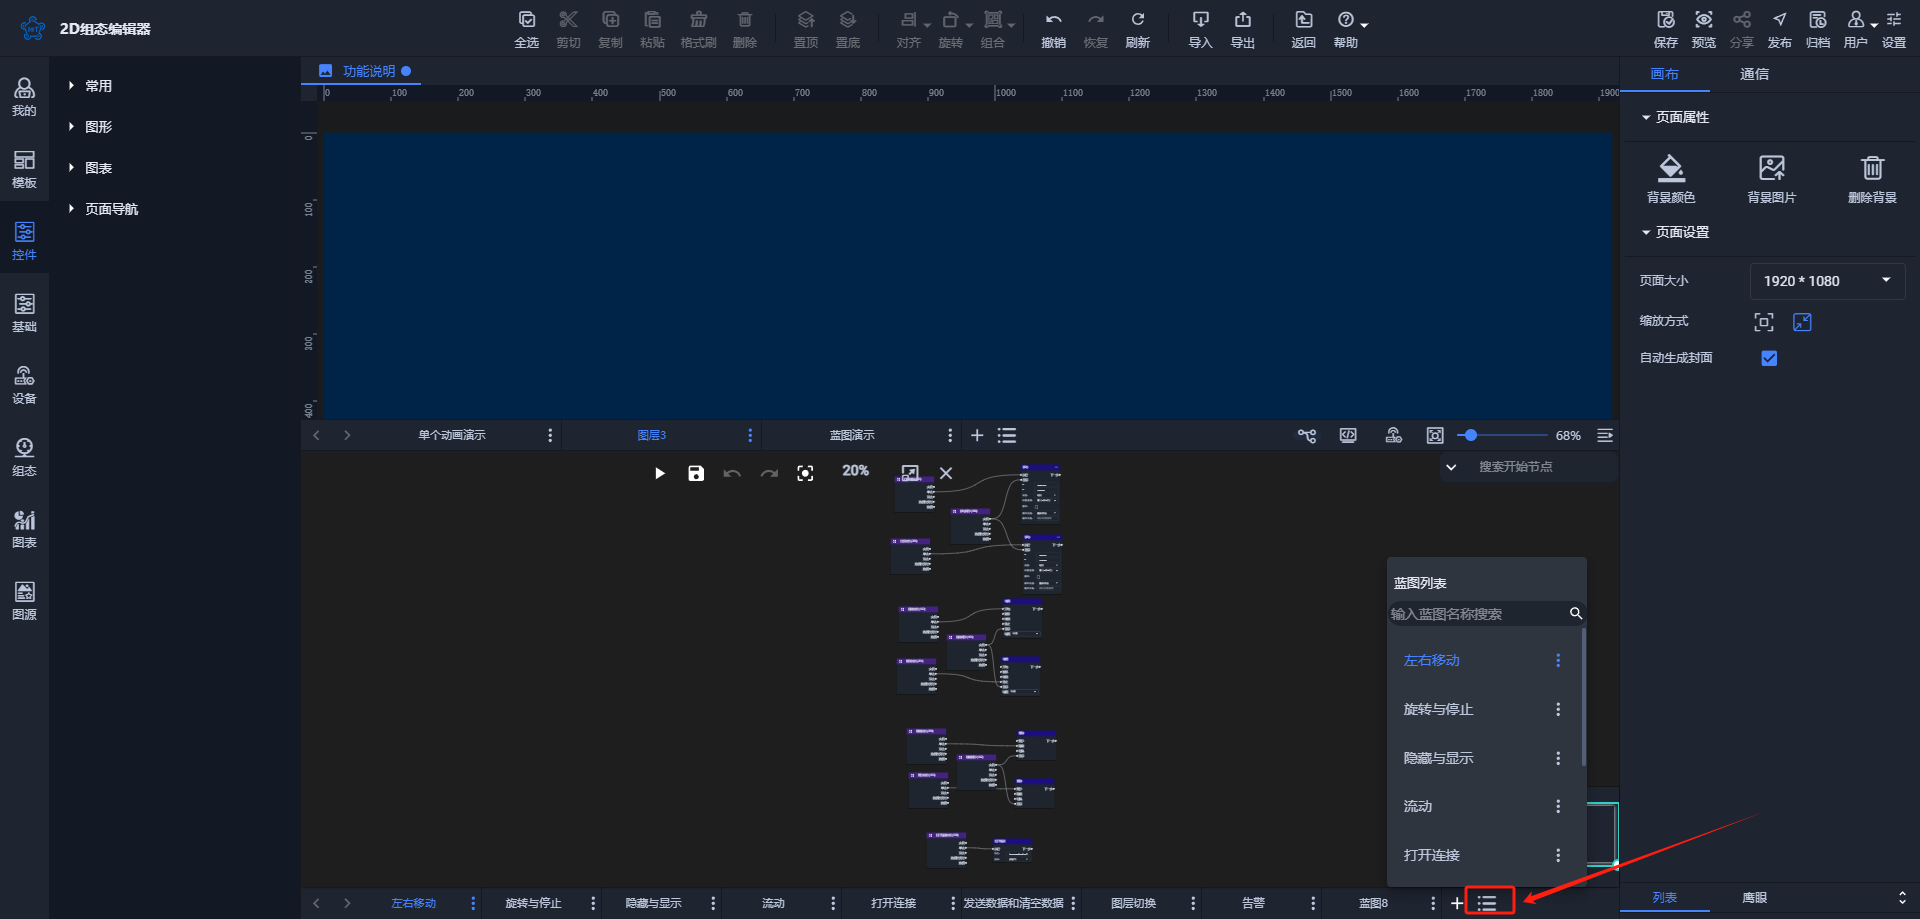 2D组态编辑器
全选 剪切 复制 粘贴 格式刷 删除 置顶 置底 对齐 旋转 组合 撤销 恢复 刷新 导入 导出 返回 帮助
保存 预览 分享 发布 归档 用户 设置
我的
模板
控件
基础
设备
组态
图表
图源
常用
图形
图表
页面导航
功能说明
0 100 200 300 400 500 600 700 800 900 1000 1100 1200 1300 1400 1500 1600 1700 1800 1900
0
100
200
300
400
单个动画演示 图层3 蓝图演示 68%
20%
搜索开始节点
蓝图列表
输入蓝图名称搜索
左右移动
旋转与停止
隐藏与显示
流动
打开连接
左右移动 旋转与停止 隐藏与显示 流动 打开连接 发送数据和清空数据 图层切换 告警 蓝图8
画布 通信
页面属性
背景颜色 背景图片 删除背景
页面设置
页面大小 1920 * 1080
缩放方式
自动生成封面
列表 鹰眼